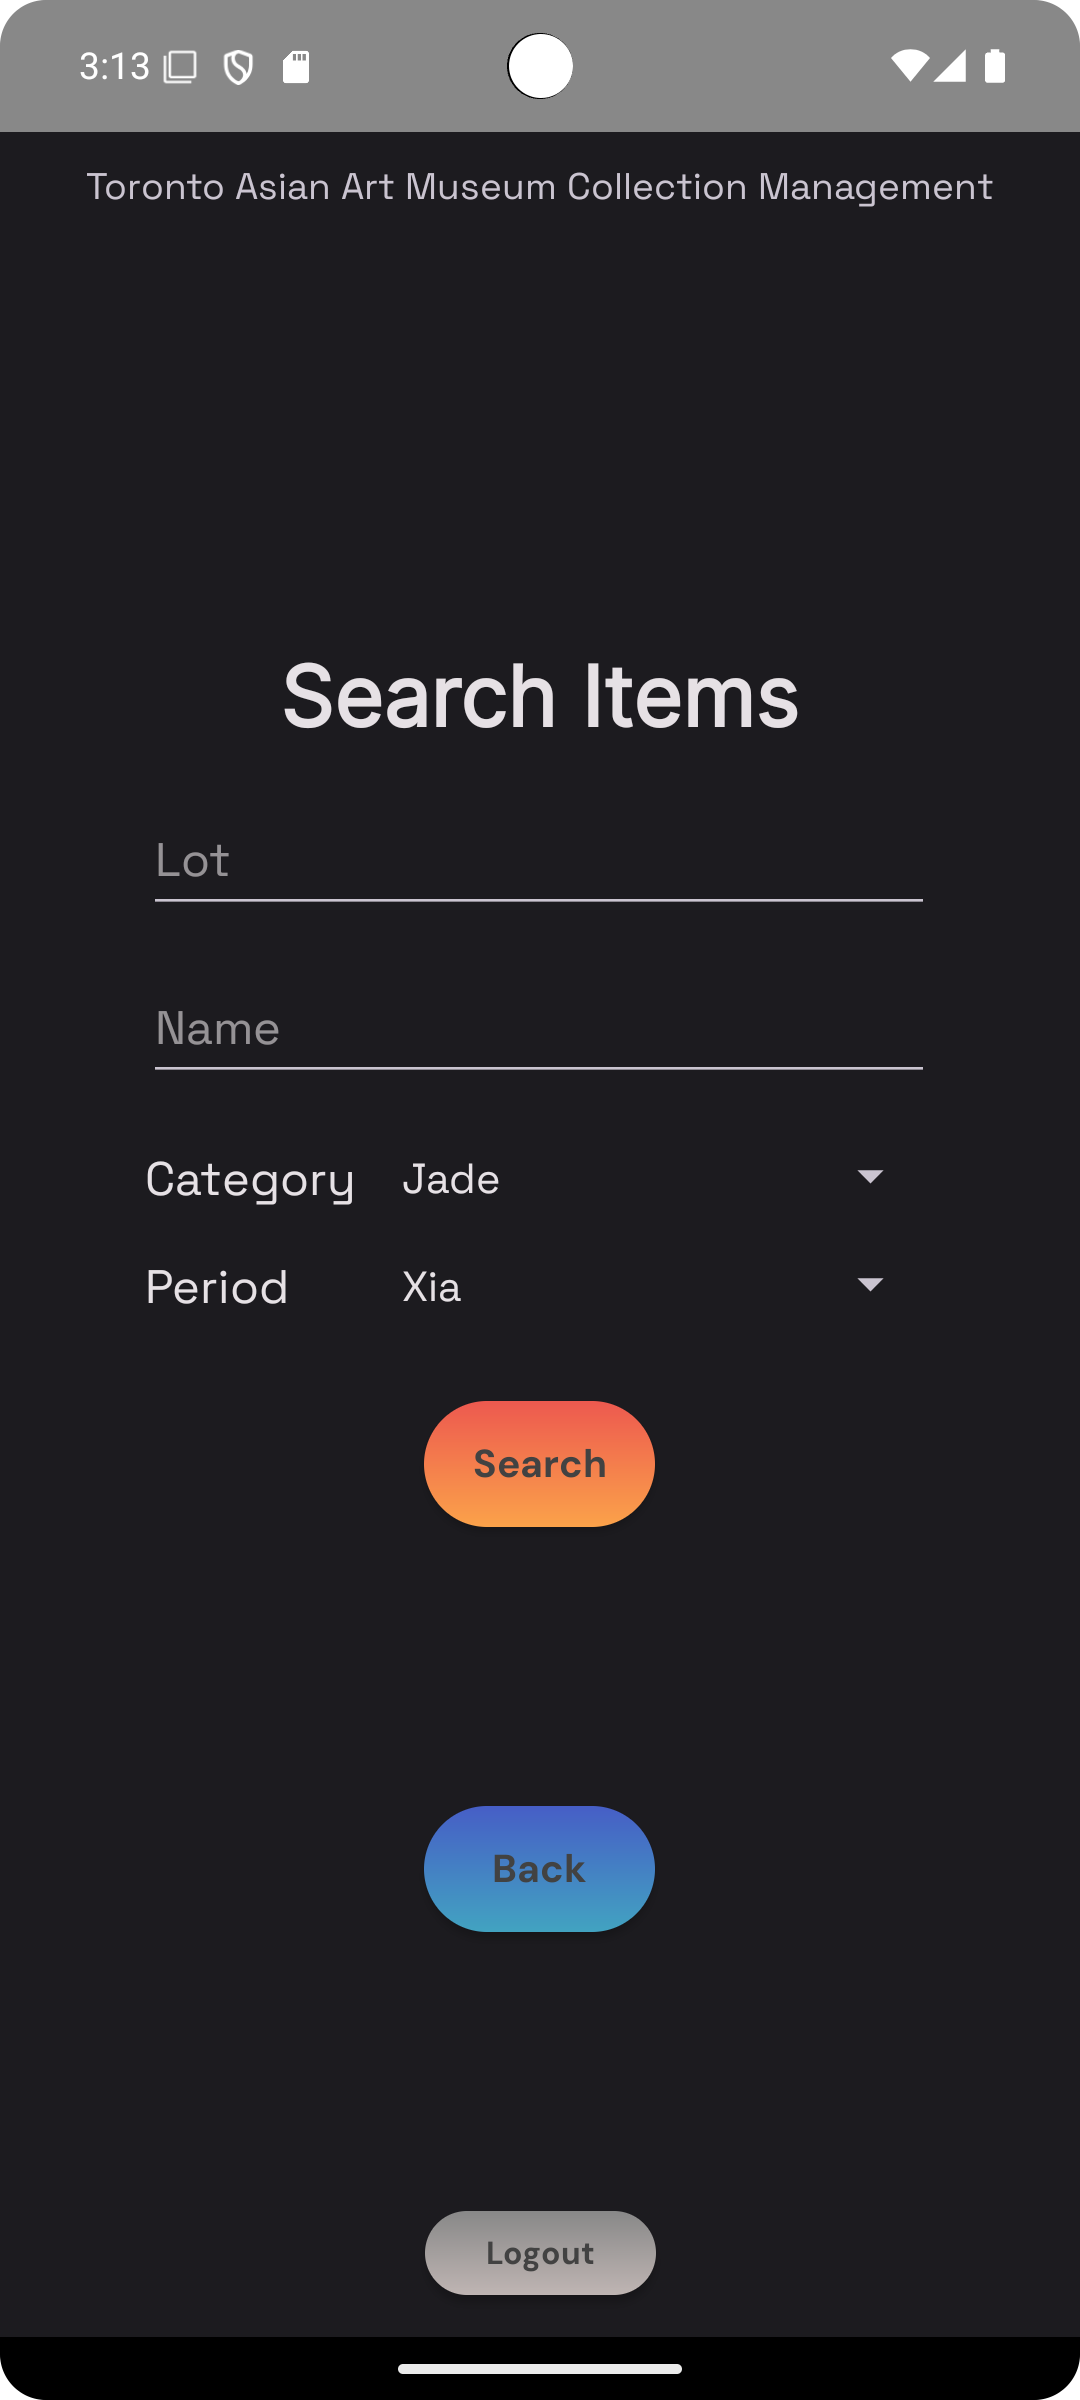 3:13
Toronto Asian Art Museum Collection Management
Search Items
Lot
Name
Category Jade
Period Xia
Search
Back
Logout